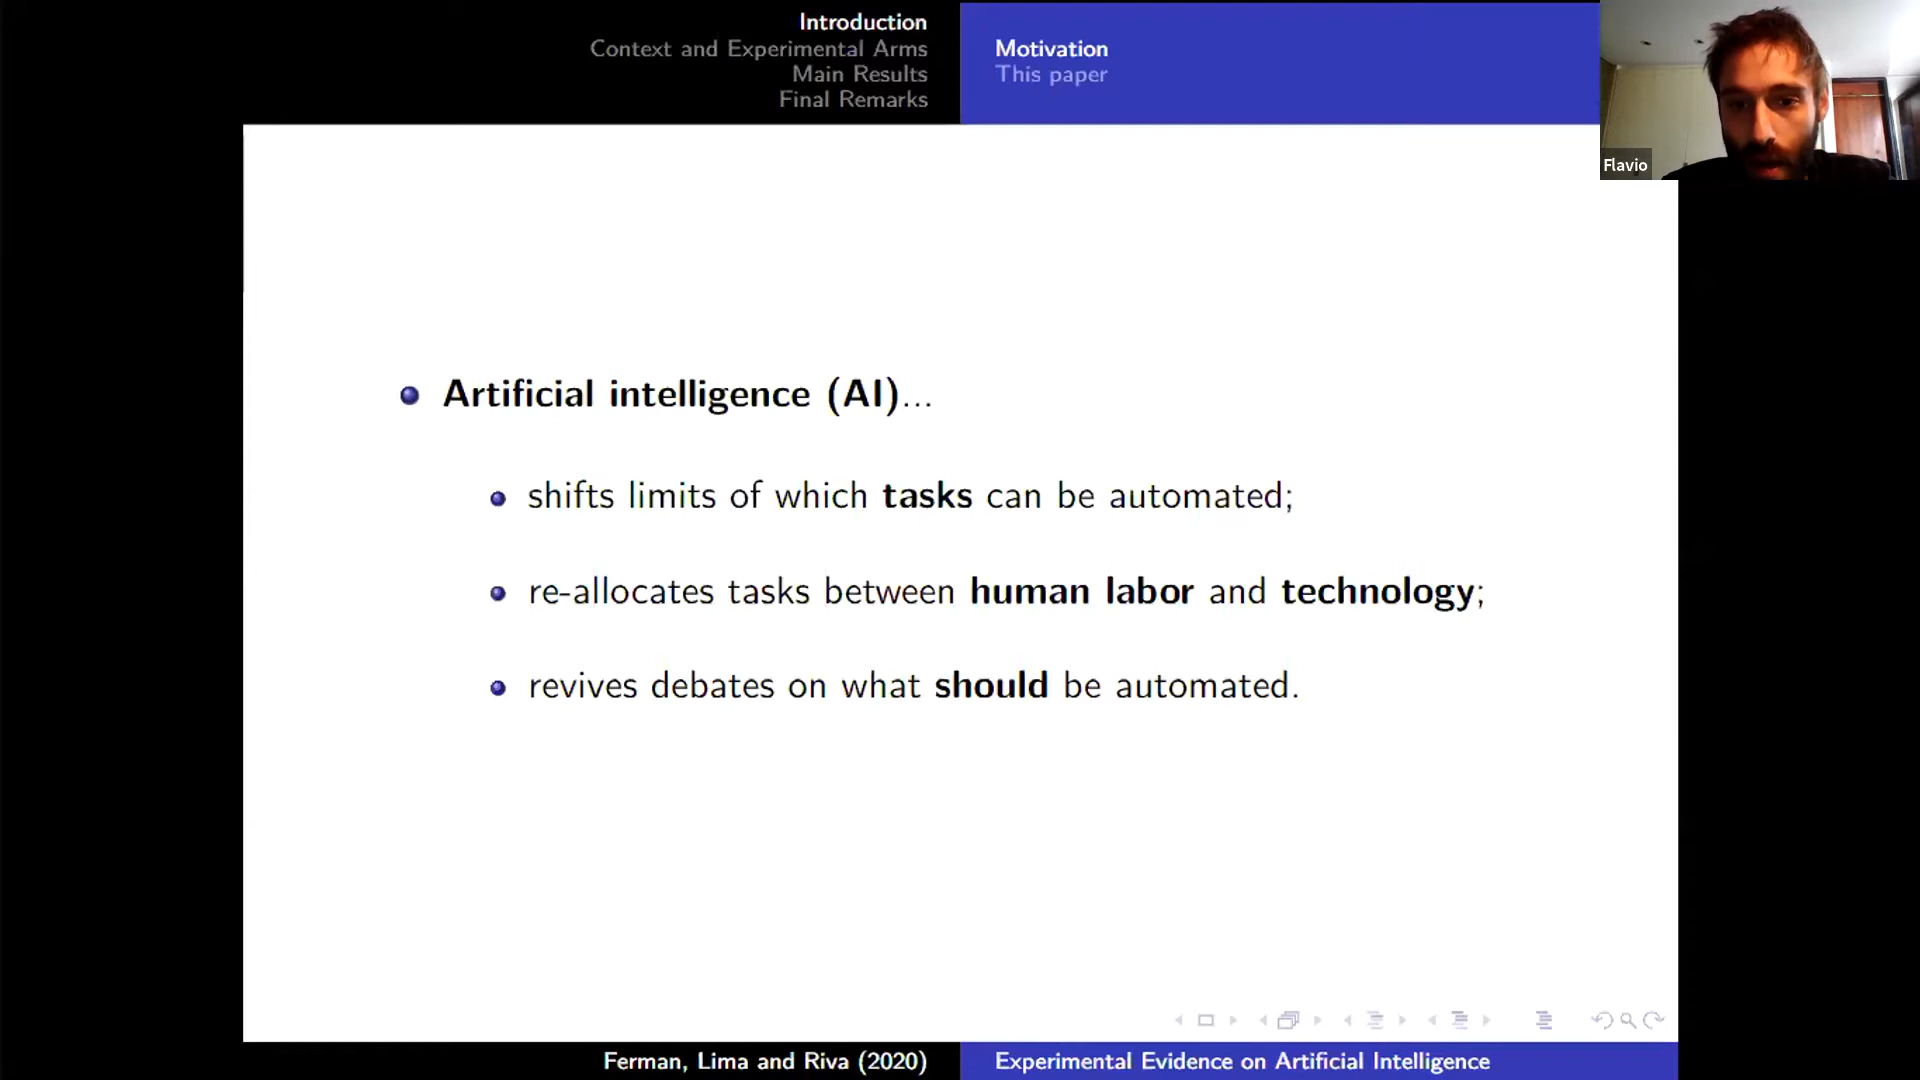 Introduction
Context and Experimental Arms
Main Results
Final Remarks
Motivation
This paper
Flavio
Artificial intelligence (AI)...
shifts limits of which tasks can be automated;
re-allocates tasks between human labor and technology;
revives debates on what should be automated.
Ferman, Lima and Riva (2020)
Experimental Evidence on Artificial Intelligence